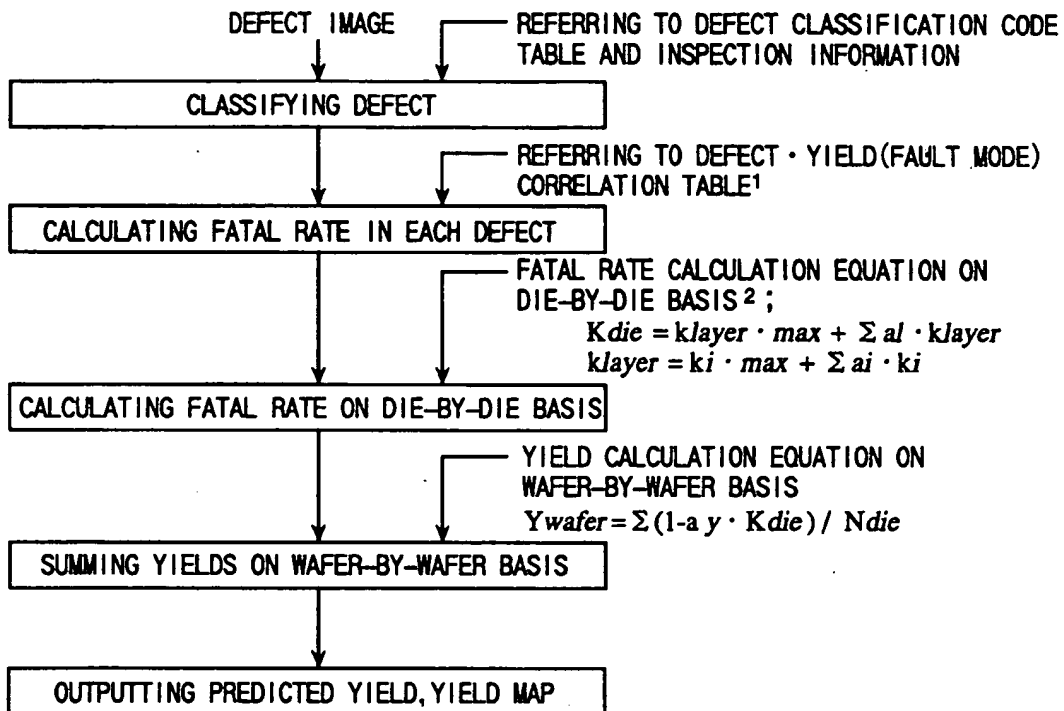 DEFECT IMAGE
REFERRING TO DEFECT CLASSIFICATION CODE
TABLE AND INSPECTION INFORMATION
CLASSIFYING DEFECT
REFERRING TO DEFECT・YIELD(FAULT MODE)
CORRELATION TABLE¹
CALCULATING FATAL RATE IN EACH DEFECT
FATAL RATE CALCULATION EQUATION ON
DIE-BY-DIE BASIS²;
Kdie = klayer · max + Σ al · klayer
klayer = ki · max + Σ ai · ki
CALCULATING FATAL RATE ON DIE-BY-DIE BASIS
YIELD CALCULATION EQUATION ON
WAFER-BY-WAFER BASIS
Ywafer = Σ(1-a y · Kdie) / Ndie
SUMMING YIELDS ON WAFER-BY-WAFER BASIS
OUTPUTTING PREDICTED YIELD, YIELD MAP